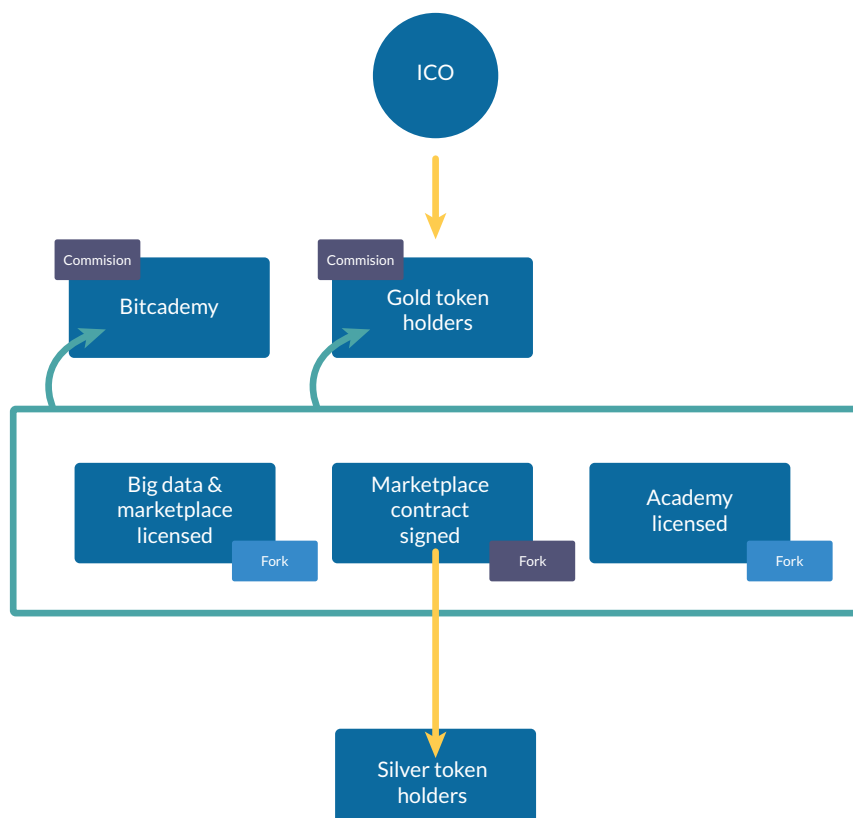 ICO
Commision
Bitcademy
Commision
Gold token
holders
Big data &
marketplace
licensed
Fork
Marketplace
contract
signed
Fork
Academy
licensed
Fork
Silver token
holders